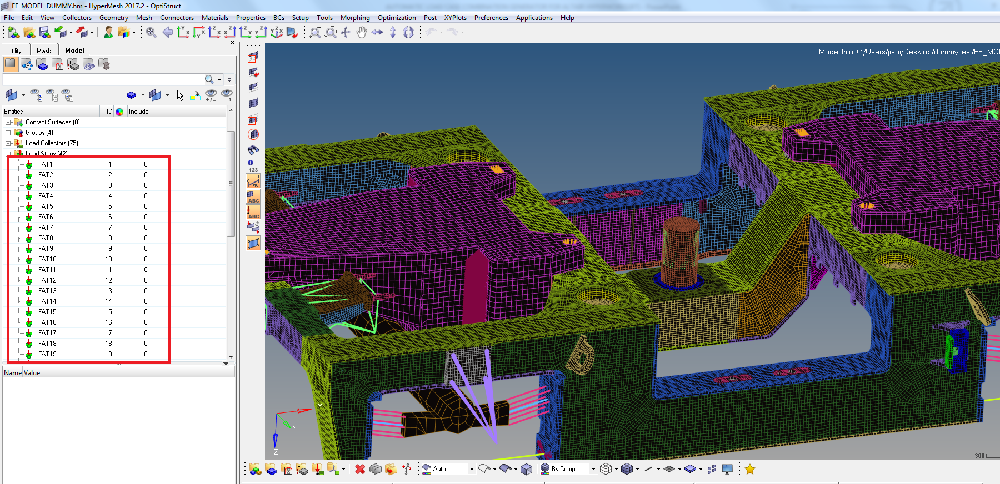 FE_MODEL_DUMMY.hm - HyperMesh 2017.2 - OptiStruct
File Edit View Collectors Geometry Mesh Connectors Materials Properties BCs Setup Tools Morphing Optimization Post XYPlots Preferences Applications Help
Utility Mask Model
Model Info: C:/Users/jisai/Desktop/dummy test/FE_MO
Entities ID Include
Contact Surfaces (8)
Groups (4)
Load Collectors (75)
Load Steps (42)
FAT1 1 0
FAT2 2 0
FAT3 3 0
FAT4 4 0
FAT5 5 0
FAT6 6 0
FAT7 7 0
FAT8 8 0
FAT9 9 0
FAT10 10 0
FAT11 11 0
FAT12 12 0
FAT13 13 0
FAT14 14 0
FAT15 15 0
FAT16 16 0
FAT17 17 0
FAT18 18 0
FAT19 19 0
Name Value
123
ABC
ABC
X
Y
Z
300
Auto
By Comp